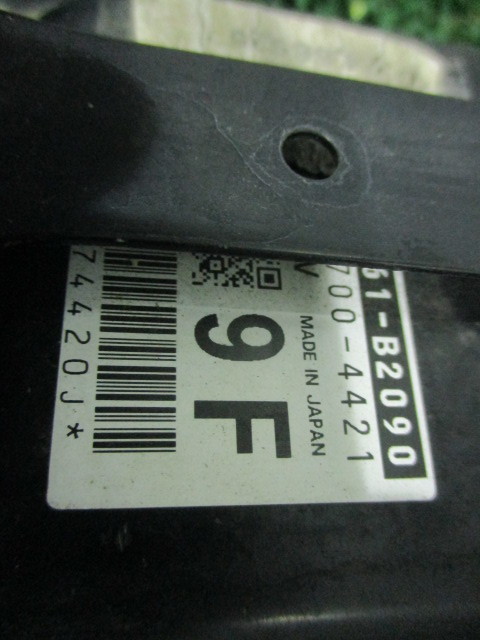 61-B2090
700-4421
V
MADE IN JAPAN
9F
74420J*